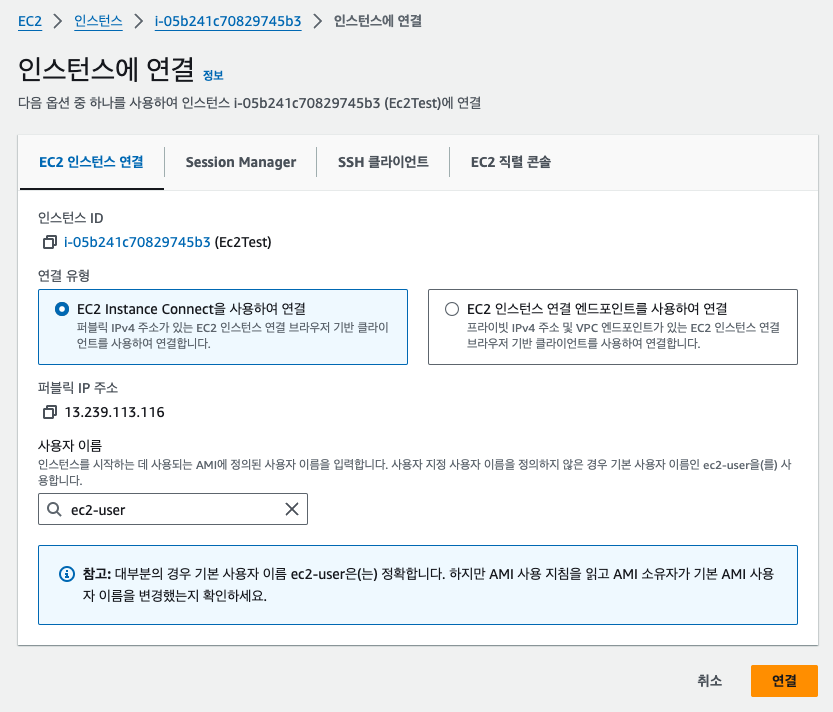 EC2 > 인스턴스 > i-05b241c70829745b3 > 인스턴스에 연결
인스턴스에 연결 정보
다음 옵션 중 하나를 사용하여 인스턴스 i-05b241c70829745b3 (Ec2Test)에 연결
EC2 인스턴스 연결 Session Manager SSH 클라이언트 EC2 직렬 콘솔
인스턴스 ID
i-05b241c70829745b3 (Ec2Test)
연결 유형
EC2 Instance Connect을 사용하여 연결
퍼블릭 IPv4 주소가 있는 EC2 인스턴스 연결 브라우저 기반 클라이
언트를 사용하여 연결합니다.
EC2 인스턴스 연결 엔드포인트를 사용하여 연결
프라이빗 IPv4 주소 및 VPC 엔드포인트가 있는 EC2 인스턴스 연결
브라우저 기반 클라이언트를 사용하여 연결합니다.
퍼블릭 IP 주소
13.239.113.116
사용자 이름
인스턴스를 시작하는 데 사용되는 AMI에 정의된 사용자 이름을 입력합니다. 사용자 지정 사용자 이름을 정의하지 않은 경우 기본 사용자 이름인 ec2-user을(를) 사
용합니다.
ec2-user
참고: 대부분의 경우 기본 사용자 이름 ec2-user은(는) 정확합니다. 하지만 AMI 사용 지침을 읽고 AMI 소유자가 기본 AMI 사용
자 이름을 변경했는지 확인하세요.
취소 연결